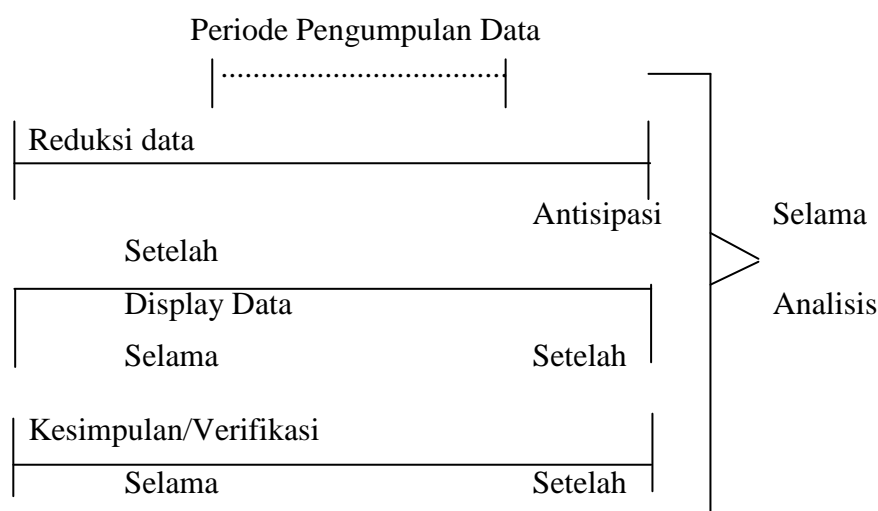 Periode Pengumpulan Data
Reduksi data
Antisipasi Selama
Setelah
Display Data Analisis
Selama Setelah
Kesimpulan/Verifikasi
Selama Setelah